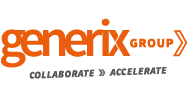 generix GROUP
COLLABORATE » ACCELERATE